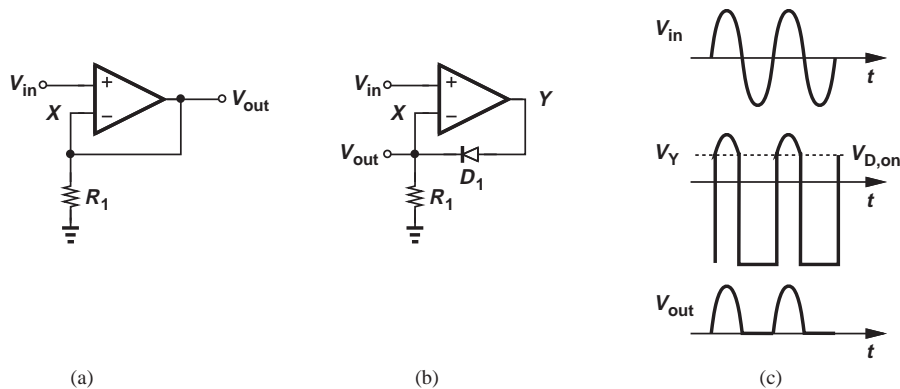 V_in
+
−
X
V_out
R_1
(a)
V_in
+
−
X
Y
V_out
D_1
R_1
(b)
V_in
t
V_Y
V_D,on
t
V_out
t
(c)